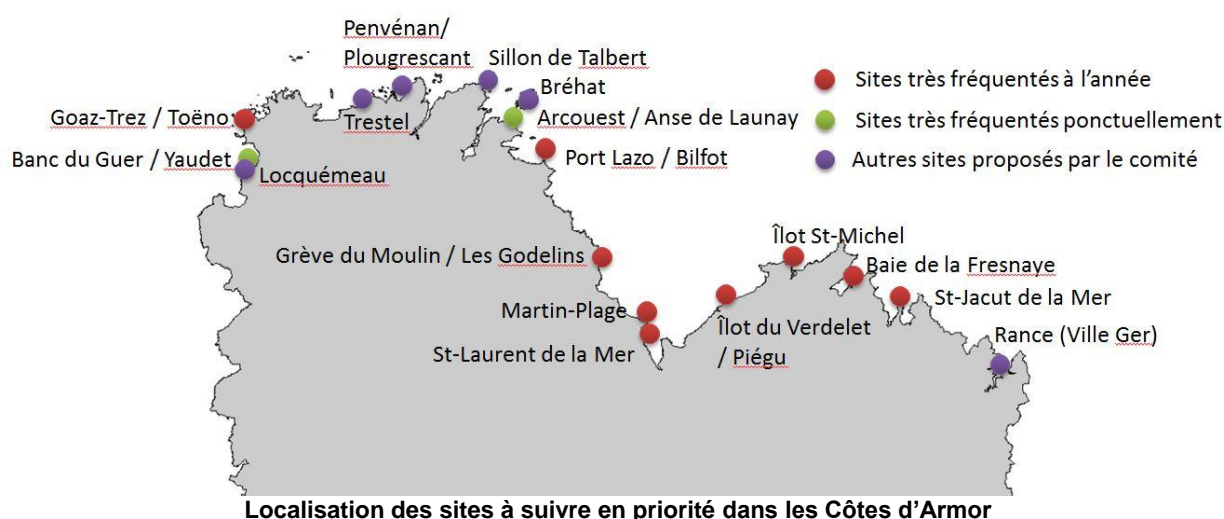 Penvénan/
Plougrescant
Sillon de Talbert
Bréhat
Goaz-Trez / Toëno
Trestel
Arcouest / Anse de Launay
Banc du Guer / Yaudet
Locquémeau
Port Lazo / Bilfot
Sites très fréquentés à l'année
Sites très fréquentés ponctuellement
Autres sites proposés par le comité
Grève du Moulin / Les Godelins
Îlot St-Michel
Baie de la Fresnaye
Martin-Plage
St-Jacut de la Mer
Îlot du Verdelet
/ Piégu
St-Laurent de la Mer
Rance (Ville Ger)
Localisation des sites à suivre en priorité dans les Côtes d'Armor